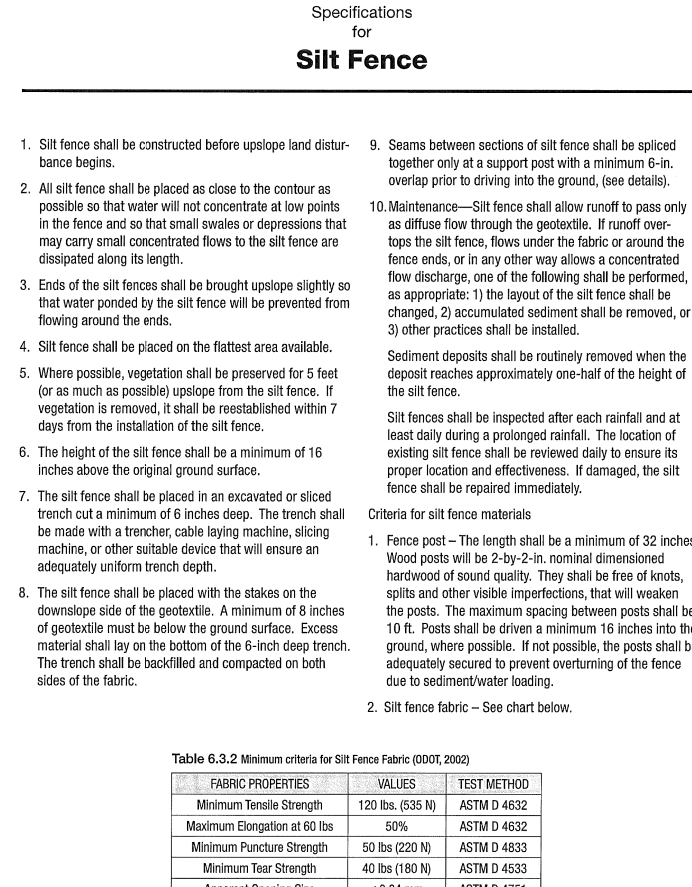 Specifications
for
Silt Fence
1. Silt fence shall be constructed before upslope land distur-
bance begins.
2. All silt fence shall be placed as close to the contour as
possible so that water will not concentrate at low points
in the fence and so that small swales or depressions that
may carry small concentrated flows to the silt fence are
dissipated along its length.
3. Ends of the silt fences shall be brought upslope slightly so
that water ponded by the silt fence will be prevented from
flowing around the ends.
4. Silt fence shall be placed on the flattest area available.
5. Where possible, vegetation shall be preserved for 5 feet
(or as much as possible) upslope from the silt fence. If
vegetation is removed, it shall be reestablished within 7
days from the installation of the silt fence.
6. The height of the silt fence shall be a minimum of 16
inches above the original ground surface.
7. The silt fence shall be placed in an excavated or sliced
trench cut a minimum of 6 inches deep. The trench shall
be made with a trencher, cable laying machine, slicing
machine, or other suitable device that will ensure an
adequately uniform trench depth.
8. The silt fence shall be placed with the stakes on the
downslope side of the geotextile. A minimum of 8 inches
of geotextile must be below the ground surface. Excess
material shall lay on the bottom of the 6-inch deep trench.
The trench shall be backfilled and compacted on both
sides of the fabric.
9. Seams between sections of silt fence shall be spliced
together only at a support post with a minimum 6-in.
overlap prior to driving into the ground, (see details).
10. Maintenance—Silt fence shall allow runoff to pass only
as diffuse flow through the geotextile. If runoff over-
tops the silt fence, flows under the fabric or around the
fence ends, or in any other way allows a concentrated
flow discharge, one of the following shall be performed,
as appropriate: 1) the layout of the silt fence shall be
changed, 2) accumulated sediment shall be removed, or
3) other practices shall be installed.
Sediment deposits shall be routinely removed when the
deposit reaches approximately one-half of the height of
the silt fence.
Silt fences shall be inspected after each rainfall and at
least daily during a prolonged rainfall. The location of
existing silt fence shall be reviewed daily to ensure its
proper location and effectiveness. If damaged, the silt
fence shall be repaired immediately.
Criteria for silt fence materials
1. Fence post – The length shall be a minimum of 32 inches
Wood posts will be 2-by-2-in. nominal dimensioned
hardwood of sound quality. They shall be free of knots,
splits and other visible imperfections, that will weaken
the posts. The maximum spacing between posts shall be
10 ft. Posts shall be driven a minimum 16 inches into the
ground, where possible. If not possible, the posts shall b
adequately secured to prevent overturning of the fence
due to sediment/water loading.
2. Silt fence fabric – See chart below.
Table 6.3.2 Minimum criteria for Silt Fence Fabric (ODOT, 2002)
FABRIC PROPERTIES VALUES TEST METHOD
Minimum Tensile Strength 120 lbs. (535 N) ASTM D 4632
Maximum Elongation at 60 lbs 50% ASTM D 4632
Minimum Puncture Strength 50 lbs (220 N) ASTM D 4833
Minimum Tear Strength 40 lbs (180 N) ASTM D 4533